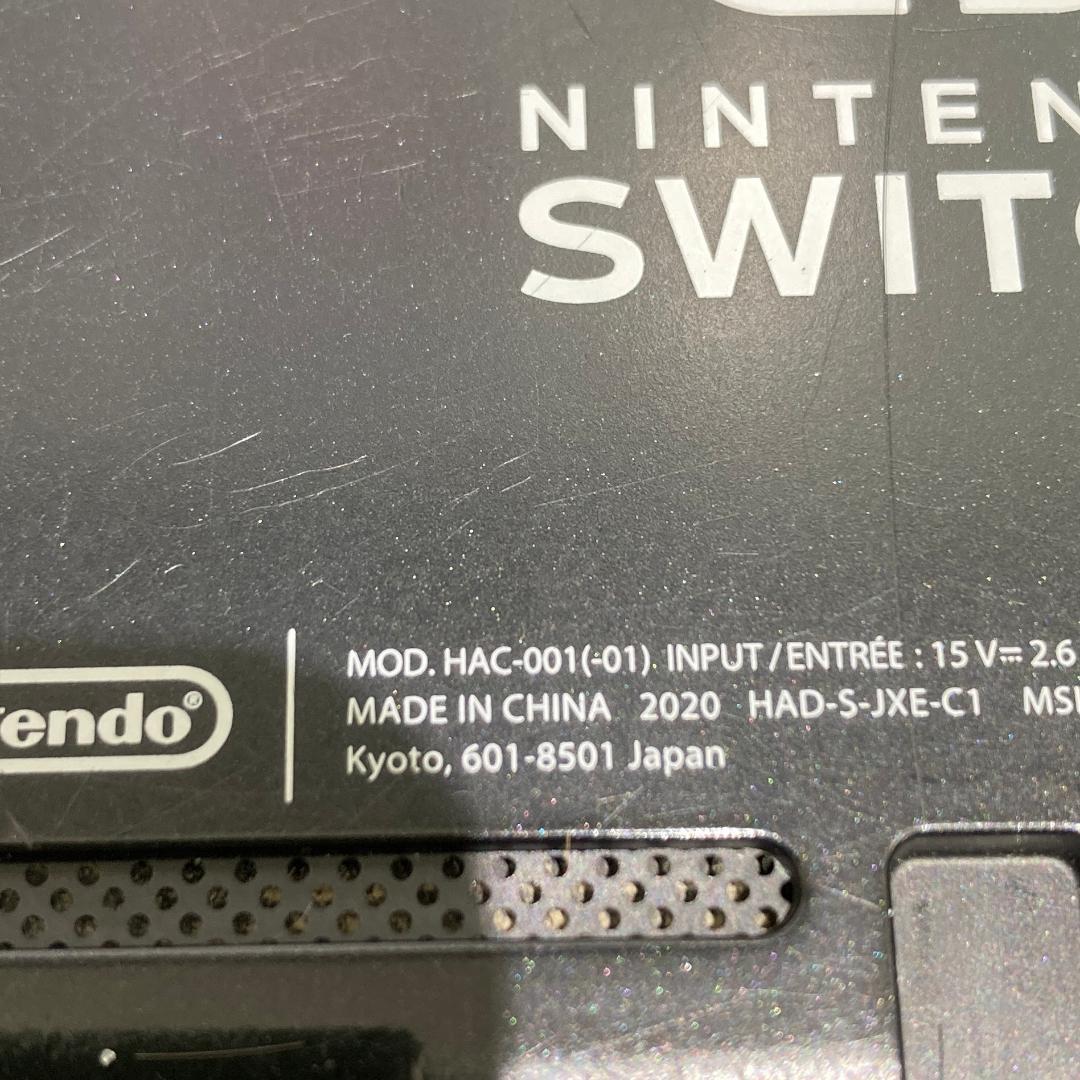 NINTEN
SWITC
tendo®
MOD. HAC-001(-01) INPUT / ENTRÉE : 15 V⎓ 2.6
MADE IN CHINA 2020 HAD-S-JXE-C1
Kyoto, 601-8501 Japan